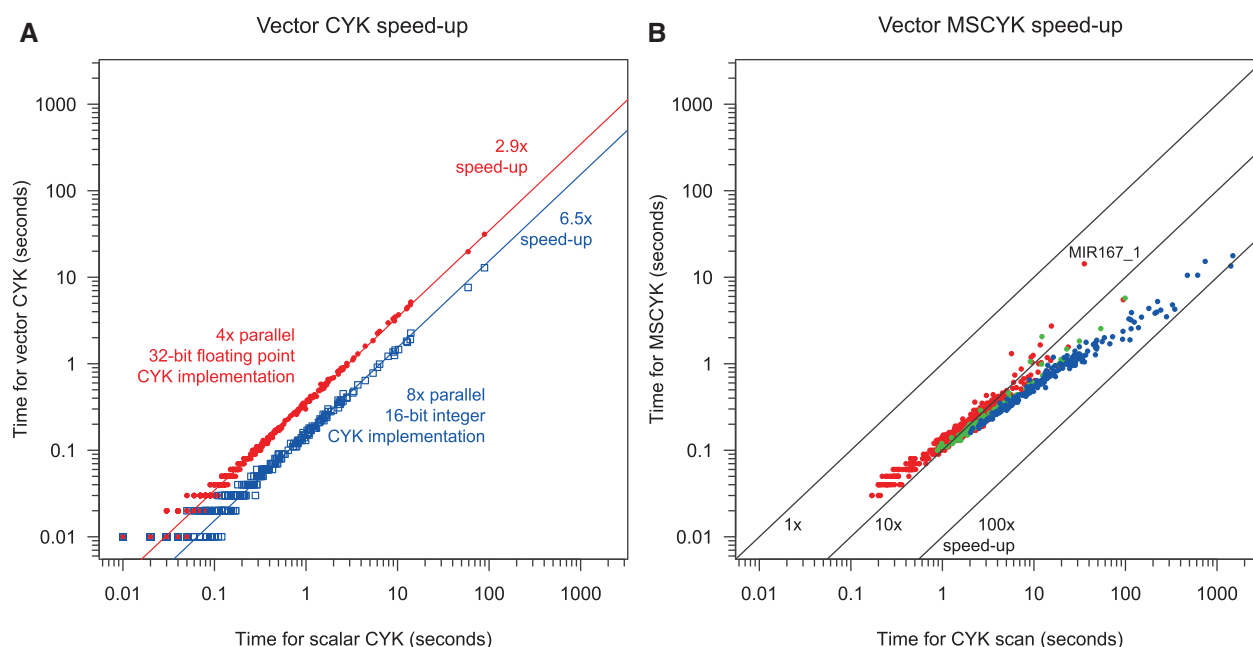 A
Vector CYK speed-up
Time for vector CYK (seconds)
1000
100
10
1
0.1
0.01
2.9x
speed-up
6.5x
speed-up
4x parallel
32-bit floating point
CYK implementation
8x parallel
16-bit integer
CYK implementation
0.01 0.1 1 10 100 1000
Time for scalar CYK (seconds)
B
Vector MSCYK speed-up
Time for MSCYK (seconds)
1000
100
10
1
0.1
0.01
MIR167_1
1x 10x 100x
speed-up
0.01 0.1 1 10 100 1000
Time for CYK scan (seconds)